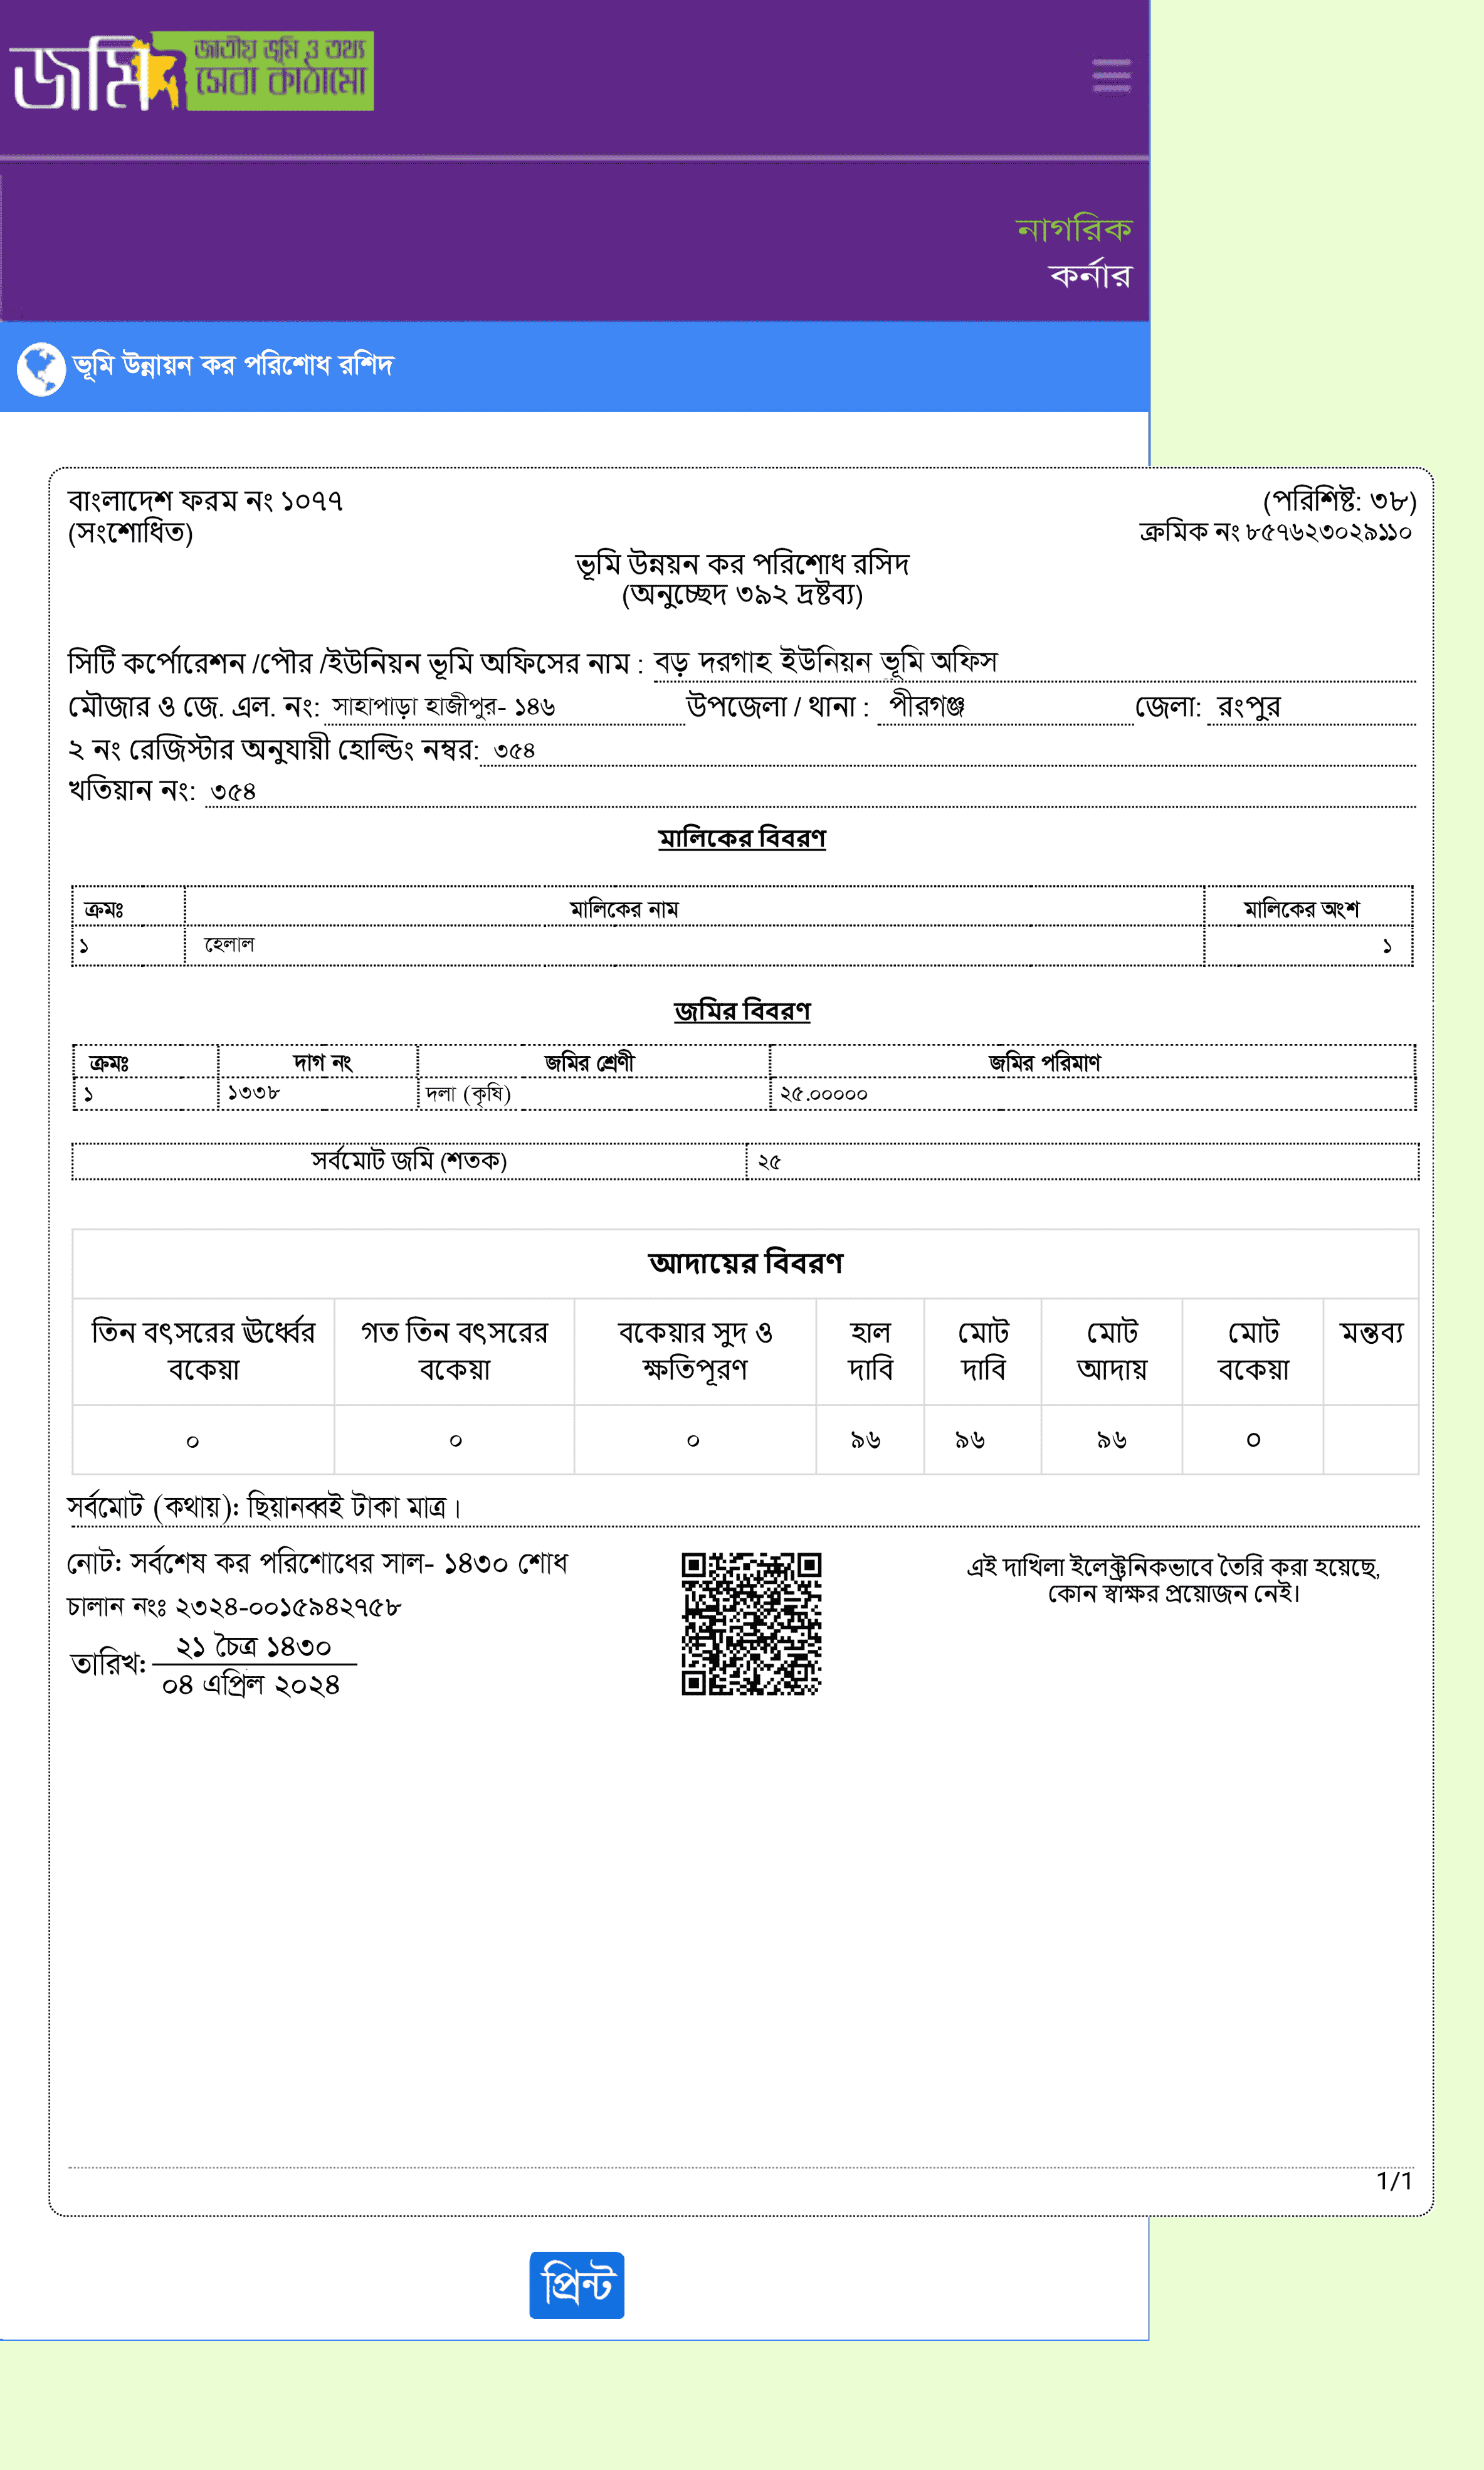 জমি জাতীয় ভূমি ও তথ্য
সেবা কাঠামো
নাগরিক
কর্নার
ভূমি উন্নায়ন কর পরিশোধ রশিদ
বাংলাদেশ ফরম নং ১০৭৭ (পরিশিষ্ট: ৩৮)
(সংশোধিত) ক্রমিক নং ৮৫৭৬২৩০২৯১১০
ভূমি উন্নয়ন কর পরিশোধ রসিদ
(অনুচ্ছেদ ৩৯২ দ্রষ্টব্য)
সিটি কর্পোরেশন /পৌর /ইউনিয়ন ভূমি অফিসের নাম : বড় দরগাহ ইউনিয়ন ভূমি অফিস
মৌজার ও জে. এল. নং: সাহাপাড়া হাজীপুর- ১৪৬ উপজেলা / থানা : পীরগঞ্জ জেলা: রংপুর
২ নং রেজিস্টার অনুযায়ী হোল্ডিং নম্বর: ৩৫৪
খতিয়ান নং: ৩৫৪
মালিকের বিবরণ
ক্রমঃ মালিকের নাম মালিকের অংশ
১ হেলাল ১
জমির বিবরণ
ক্রমঃ দাগ নং জমির শ্রেণী জমির পরিমাণ
১ ১৩৩৮ দলা (কৃষি) ২৫.০০০০০
সর্বমোট জমি (শতক) ২৫
আদায়ের বিবরণ
তিন বৎসরের ঊর্ধ্বের গত তিন বৎসরের বকেয়ার সুদ ও হাল মোট মোট মোট মন্তব্য
বকেয়া বকেয়া ক্ষতিপূরণ দাবি দাবি আদায় বকেয়া
০ ০ ০ ৯৬ ৯৬ ৯৬ ০
সর্বমোট (কথায়): ছিয়ানব্বই টাকা মাত্র।
নোট: সর্বশেষ কর পরিশোধের সাল- ১৪৩০ শোধ
চালান নংঃ ২৩২৪-০০১৫৯৪২৭৫৮
তারিখ: ২১ চৈত্র ১৪৩০
০৪ এপ্রিল ২০২৪
এই দাখিলা ইলেক্ট্রনিকভাবে তৈরি করা হয়েছে,
কোন স্বাক্ষর প্রয়োজন নেই।
1/1
প্রিন্ট